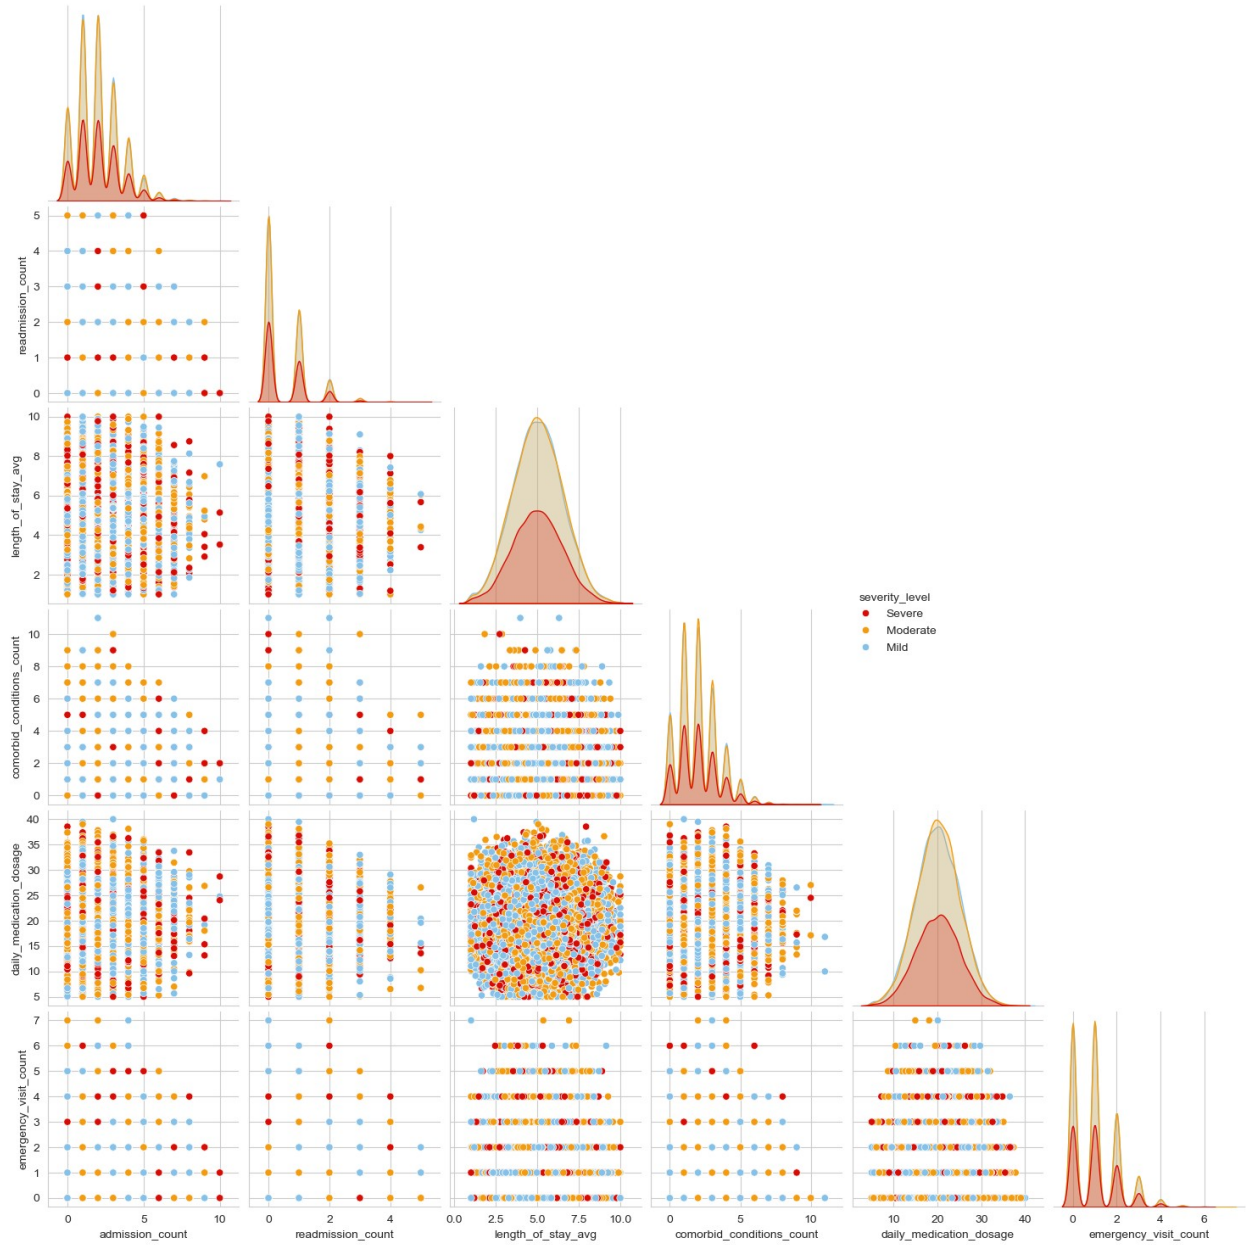 readmission_count
5
4
3
2
1
0
length_of_stay_avg
10
8
6
4
2
severity_level
Severe
Moderate
Mild
comorbid_conditions_count
10
8
6
4
2
0
daily_medication_dosage
40
35
30
25
20
15
10
5
emergency_visit_count
7
6
5
4
3
2
1
0
0 5 10
0 2 4
0.0 2.5 5.0 7.5 10.0
0 5 10
10 20 30 40
0 2 4 6
admission_count
readmission_count
length_of_stay_avg
comorbid_conditions_count
daily_medication_dosage
emergency_visit_count